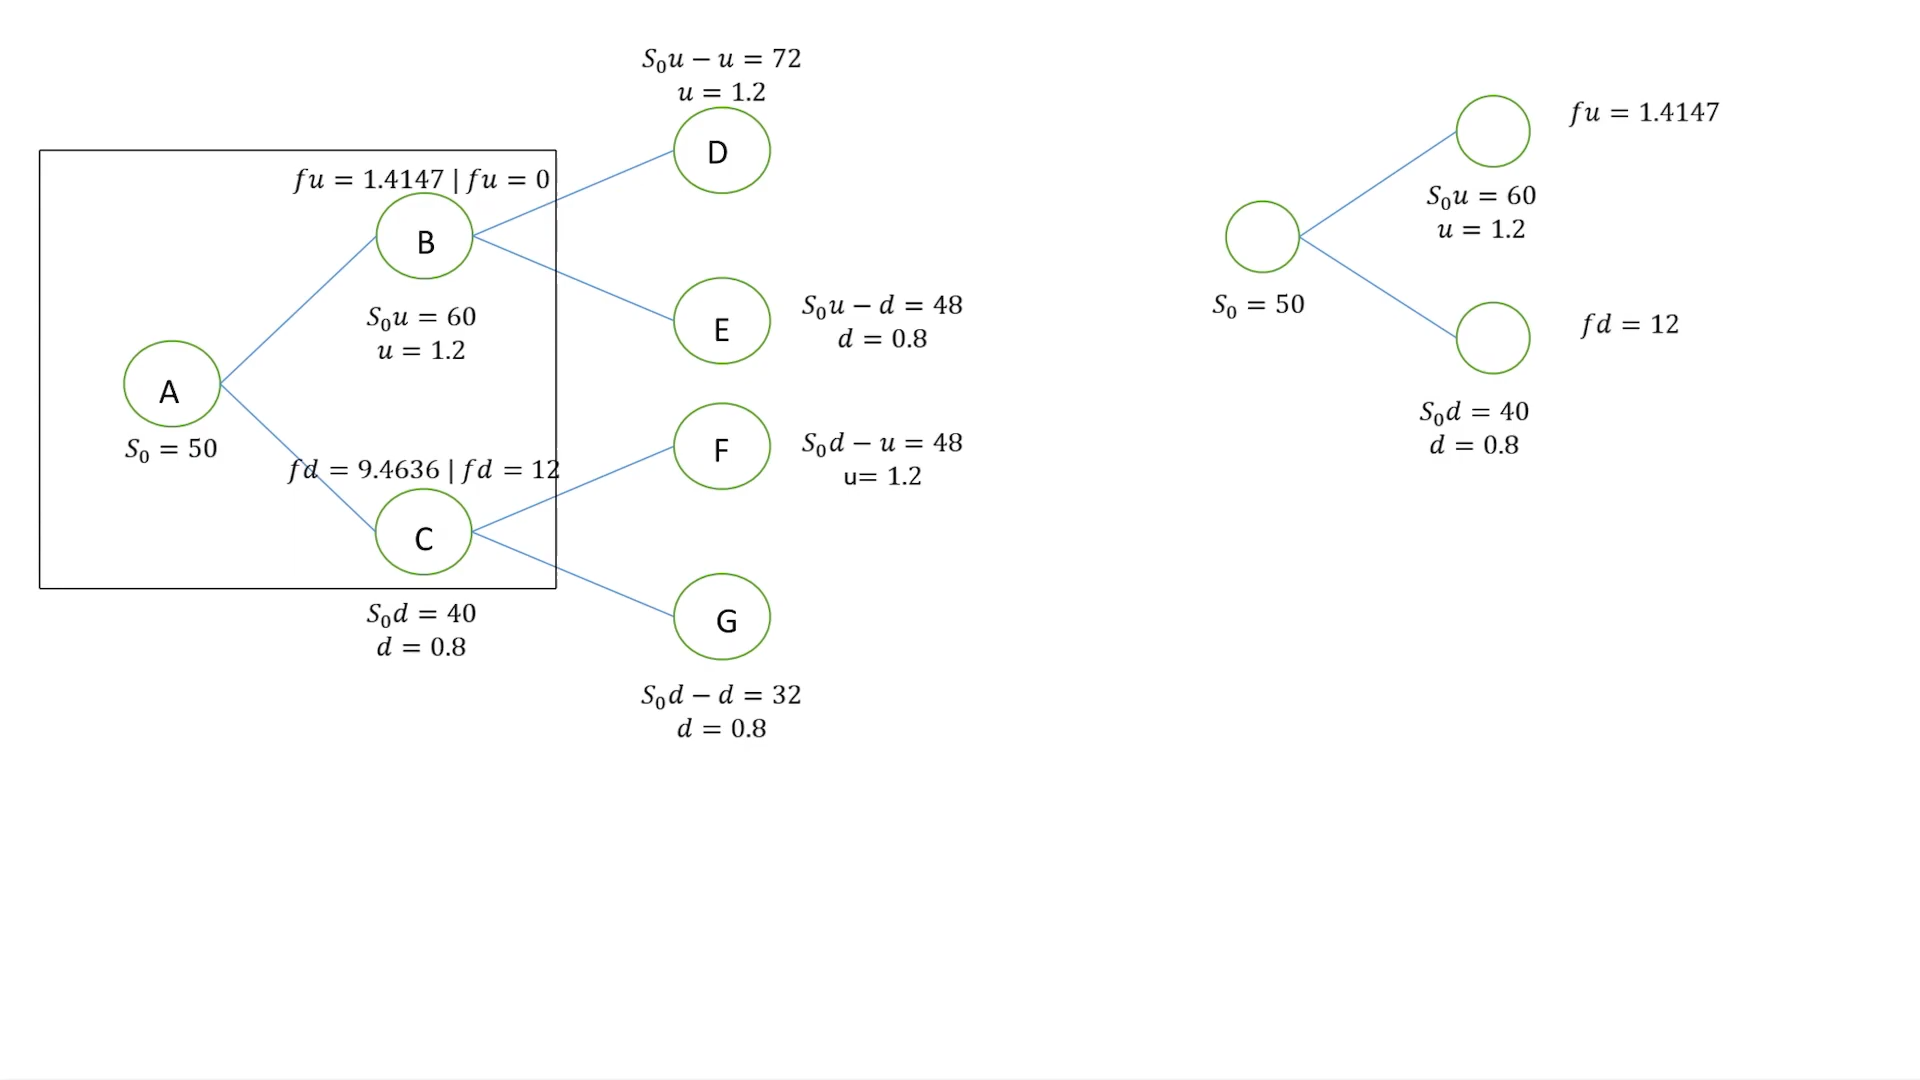 S₀u − u = 72
u = 1.2
D
fu = 1.4147 | fu = 0
B
S₀u = 60
u = 1.2
S₀u − d = 48
d = 0.8
E
A
S₀ = 50
fd = 9.4636 | fd = 12
C
S₀d = 40
d = 0.8
S₀d − u = 48
u= 1.2
F
G
S₀d − d = 32
d = 0.8
fu = 1.4147
S₀u = 60
u = 1.2
S₀ = 50
fd = 12
S₀d = 40
d = 0.8